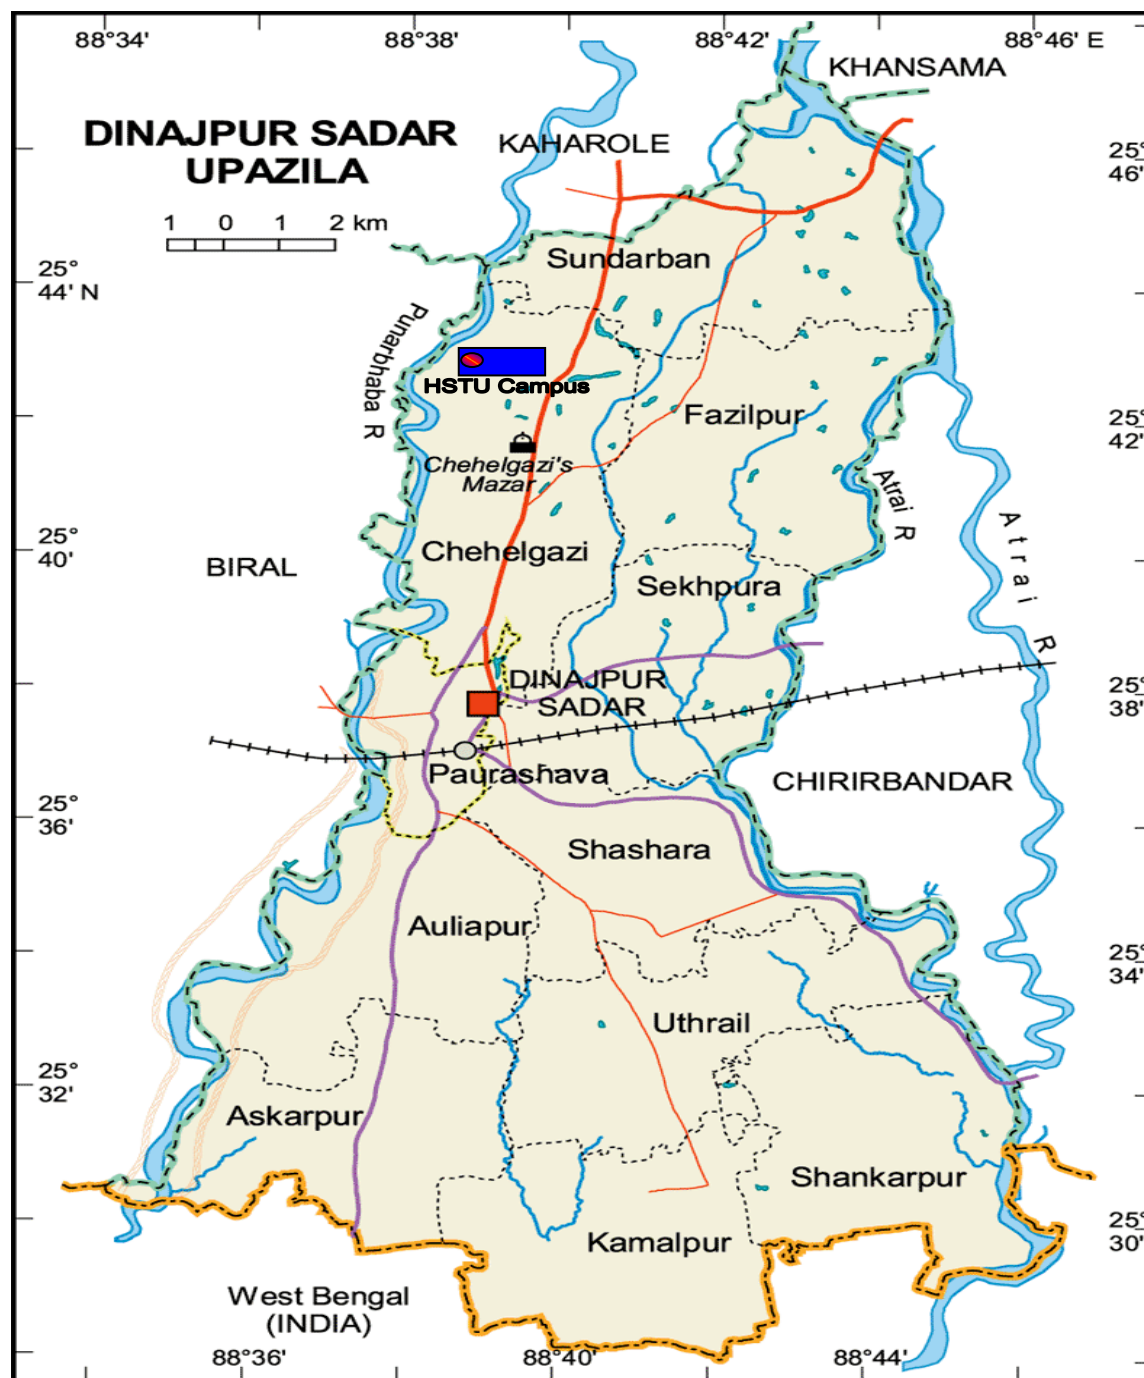 88°34'
88°38'
88°42'
88°46' E
KHANSAMA
DINAJPUR SADAR
UPAZILA
KAHAROLE
25°
46'
1 0 1 2 km
Sundarban
25°
44' N
Punarbhaba R
HSTU Campus
Fazilpur
25°
42'
Chehelgazi's
Mazar
Atrai R
Atrai R
25°
40'
Chehelgazi
BIRAL
Sekhpura
DINAJPUR
SADAR
25°
38'
Paurashava
CHIRIRBANDAR
25°
36'
Shashara
Auliapur
25°
34'
Uthrail
25°
32'
Askarpur
Shankarpur
25°
30'
Kamalpur
West Bengal
(INDIA)
88°36'
88°40'
88°44'